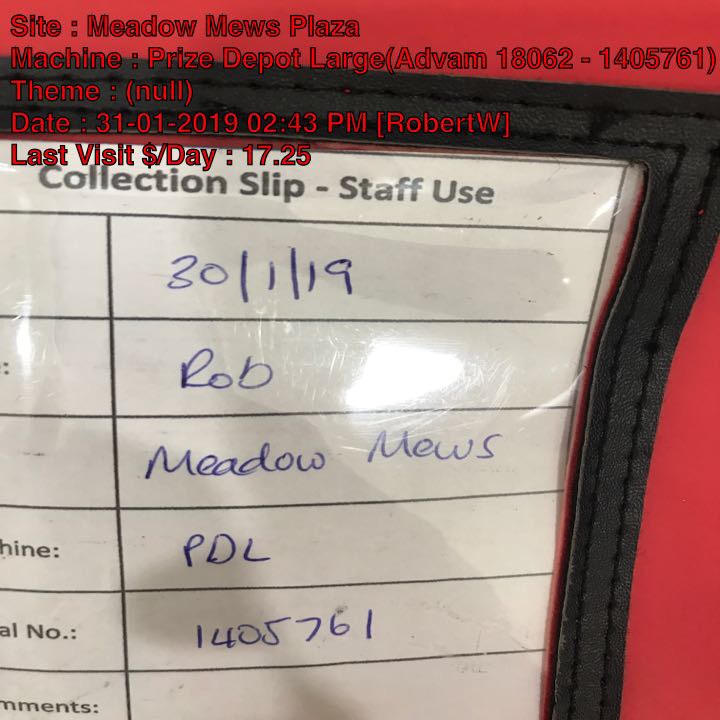 Site : Meadow Mews Plaza
Machine : Prize Depot Large(Advam 18062 - 1405761)
Theme : (null)
Date : 31-01-2019 02:43 PM [RobertW]
Last Visit $/Day : 17.25
Collection Slip - Staff Use
30/1/19
: Rob
Meadow Mews
hine: PDL
al No.: 1405761
mments: